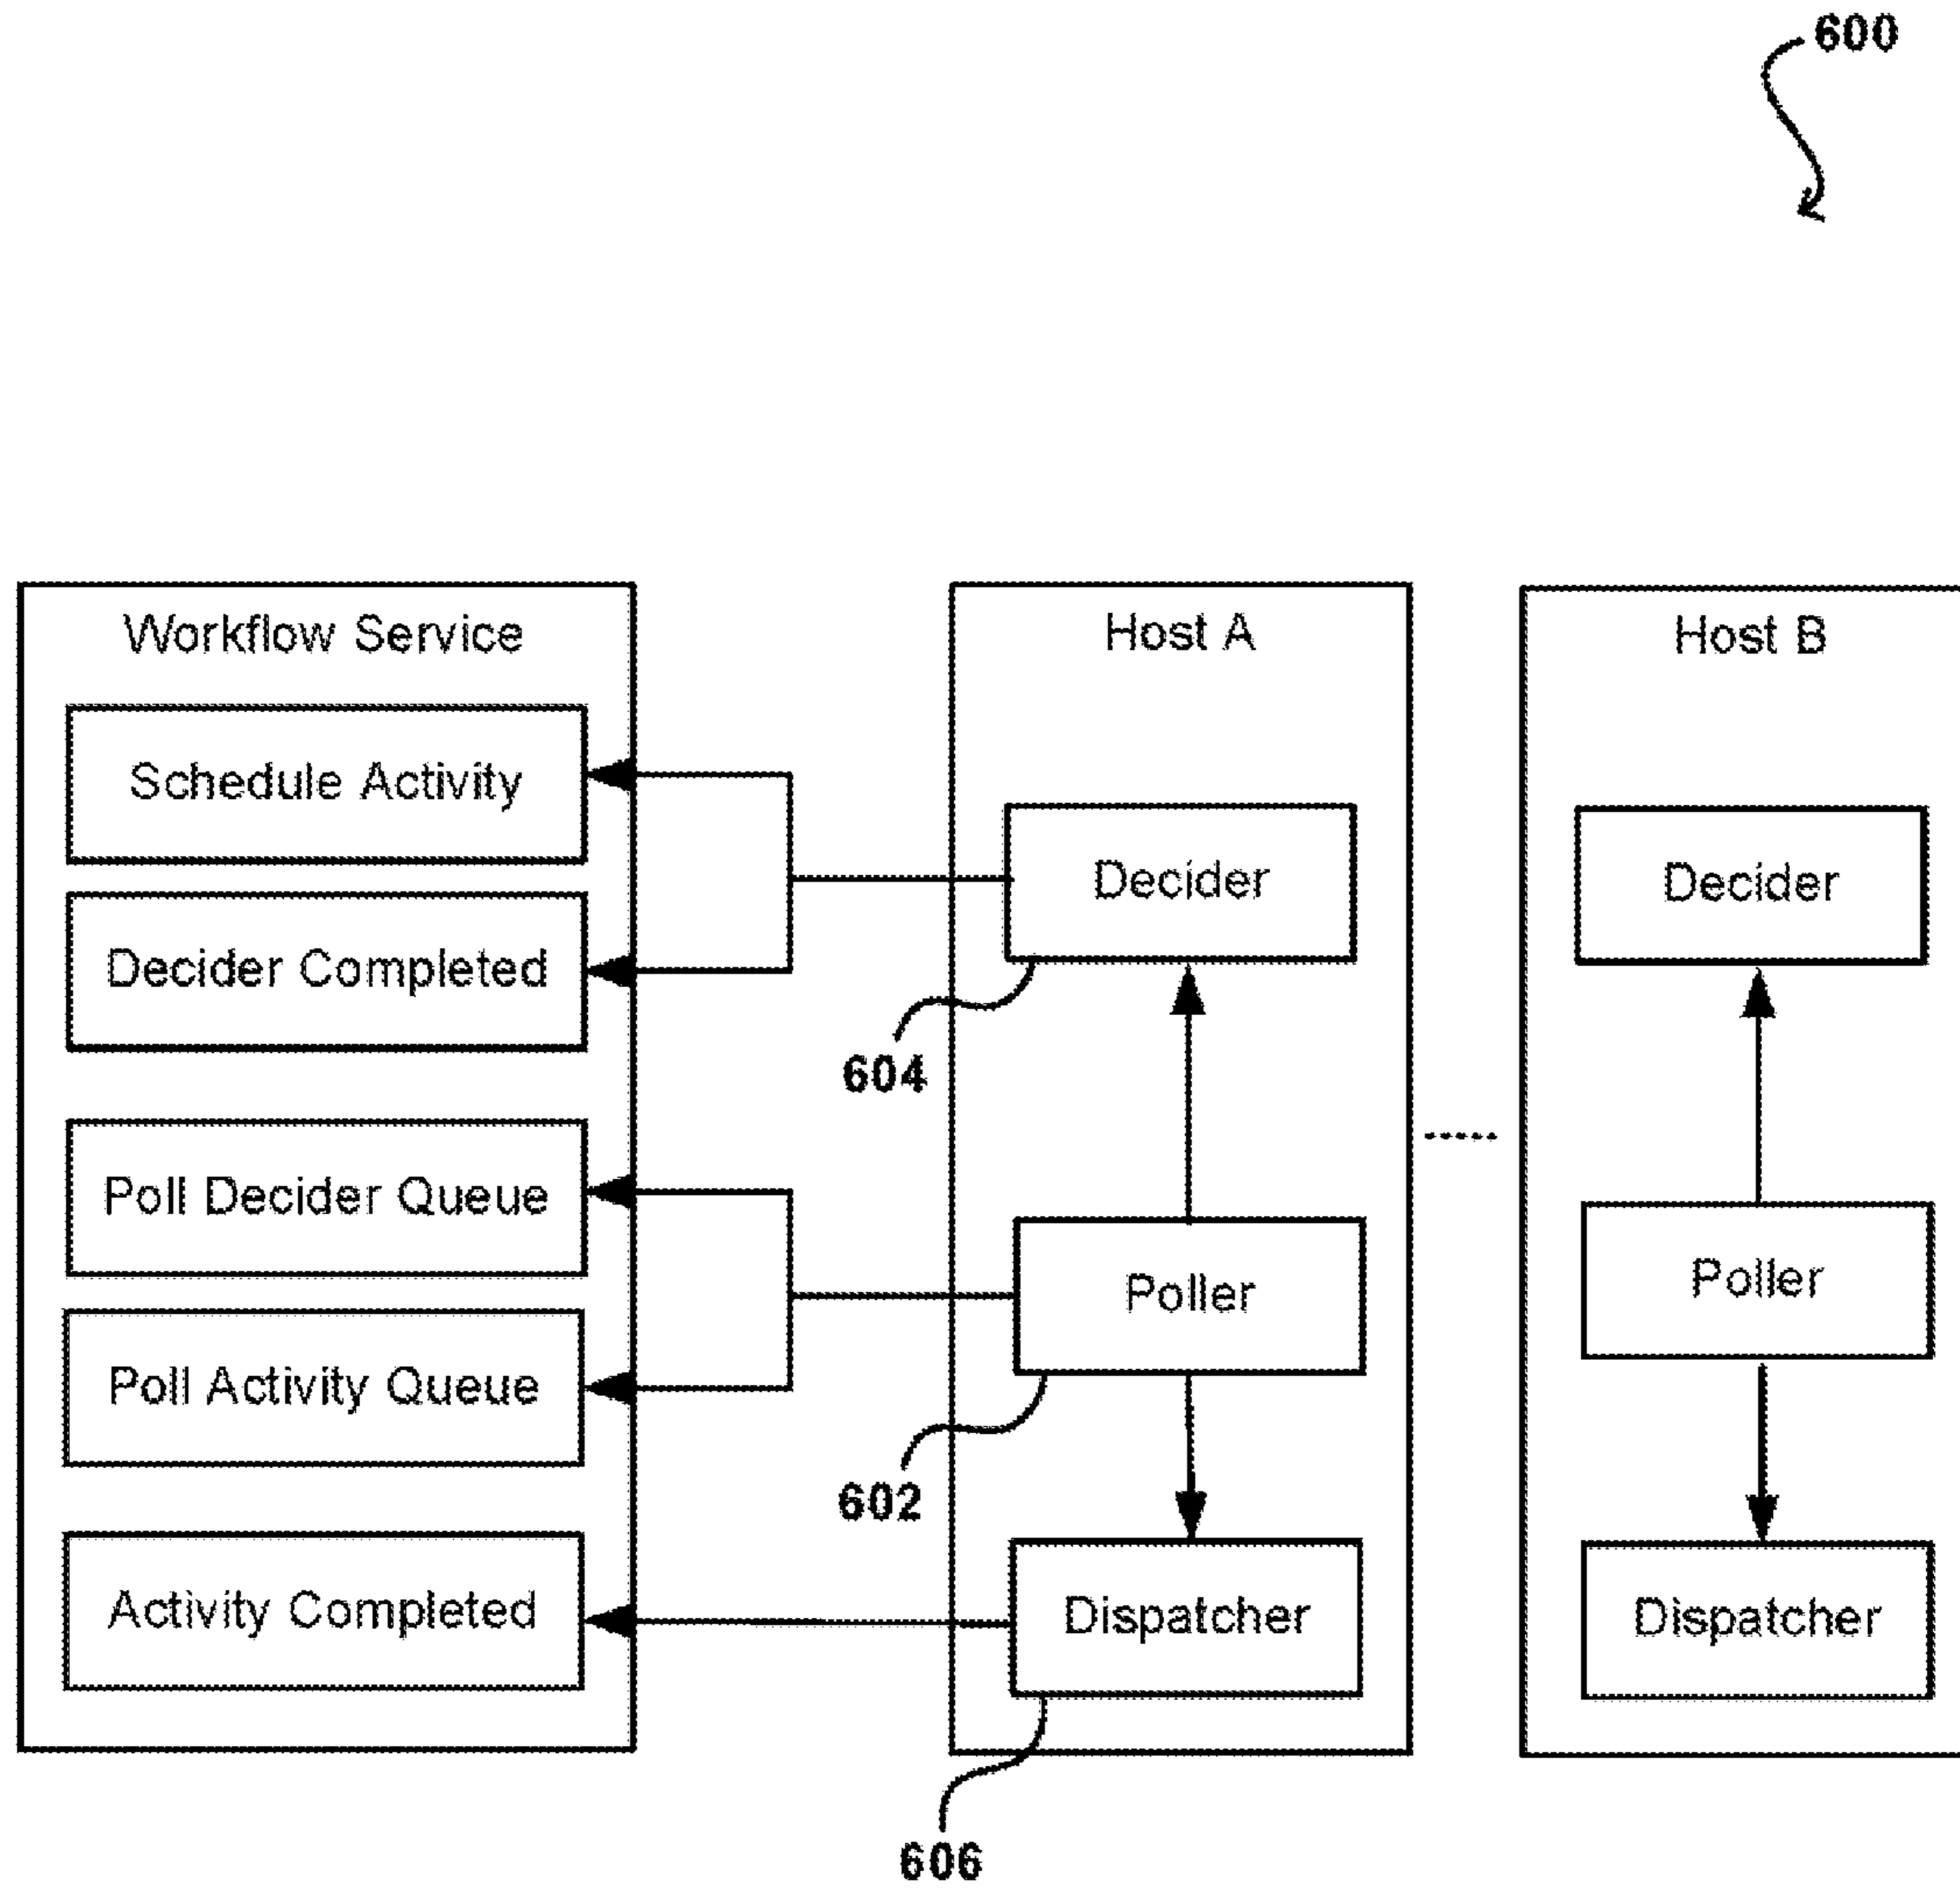 600
Workflow Service
Schedule Activity
Decider Completed
Poll Decider Queue
Poll Activity Queue
Activity Completed
Host A
Decider
604
Poller
602
Dispatcher
606
.....
Host B
Decider
Poller
Dispatcher